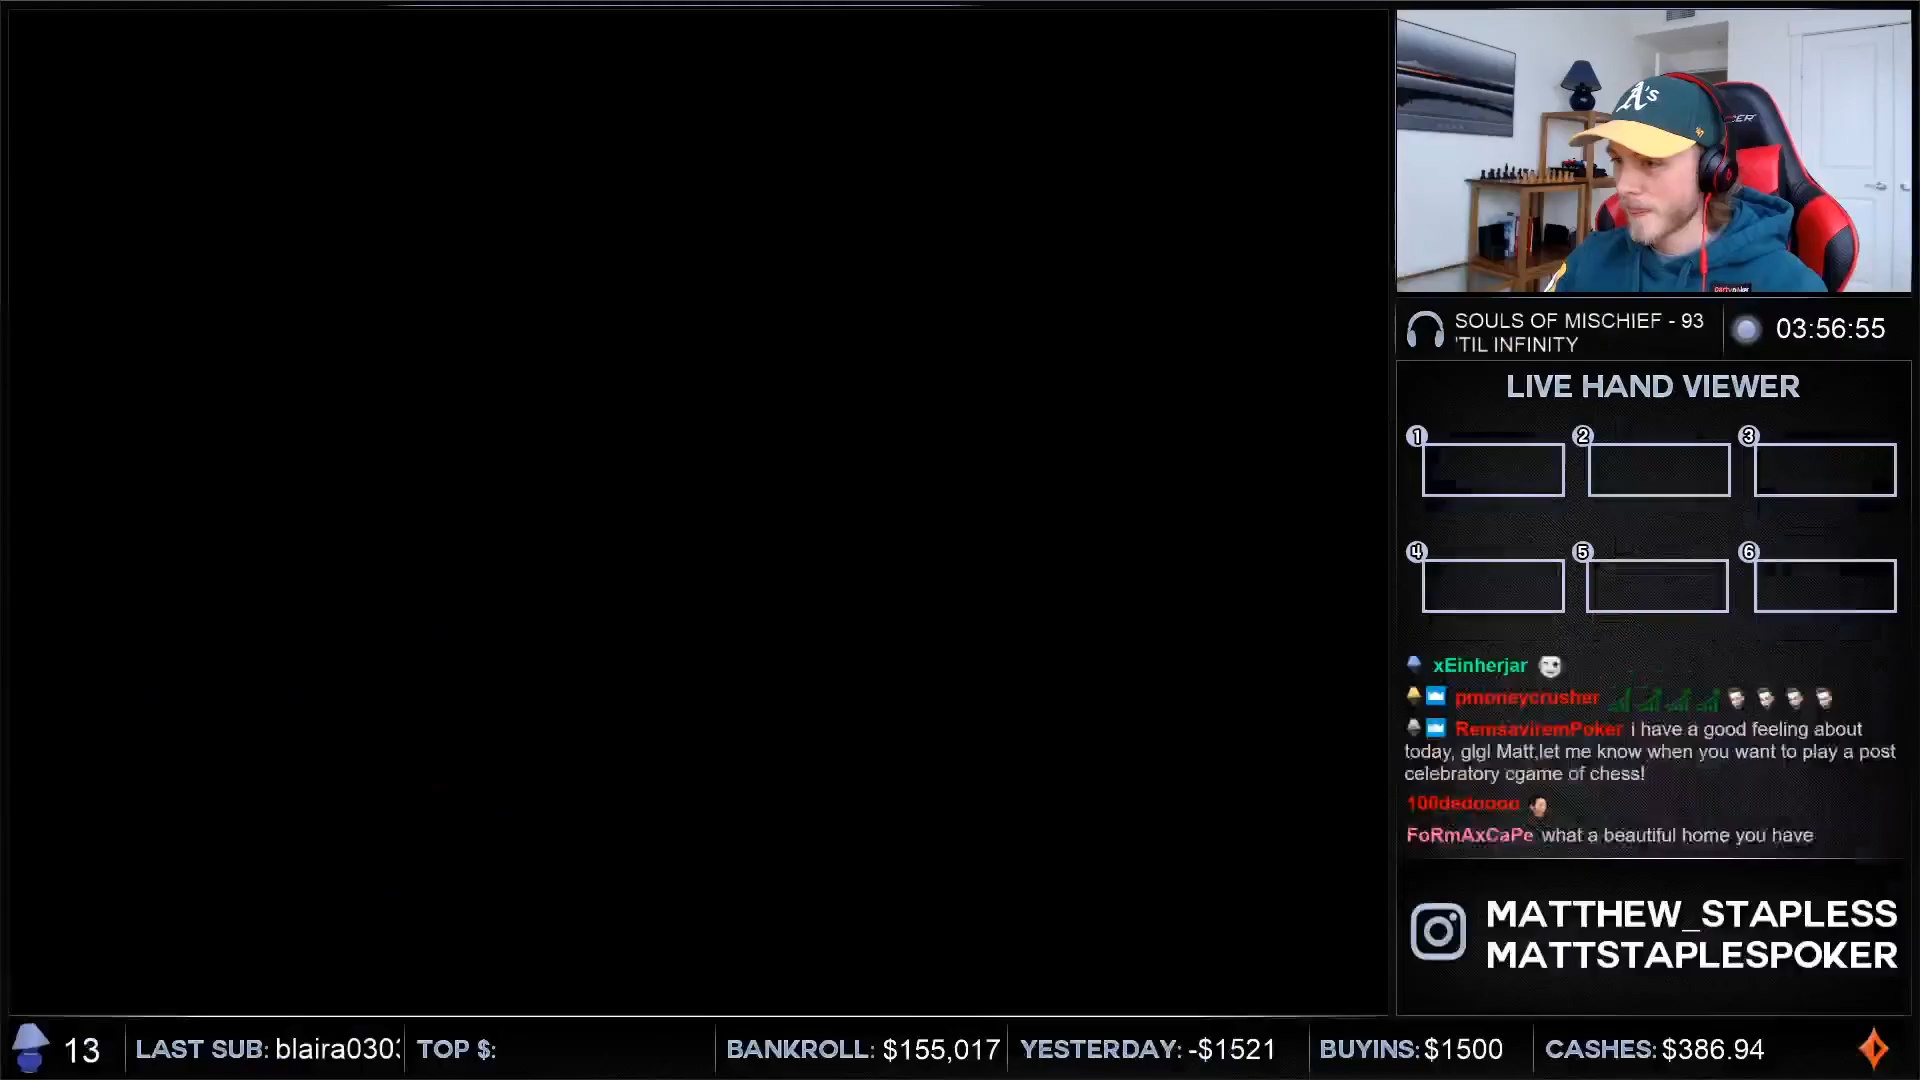 A's
SOULS OF MISCHIEF - 93
'TIL INFINITY
03:56:55
LIVE HAND VIEWER
1
2
3
4
5
6
xEinherjar
pmoneycrusher
RemsaviremPoker i have a good feeling about
today, glgl Matt,let me know when you want to play a post
celebratory cgame of chess!
100dedoooo
FoRmAxCaPe what a beautiful home you have
MATTHEW_STAPLESS
MATTSTAPLESPOKER
13
LAST SUB: blaira030
TOP $:
BANKROLL: $155,017
YESTERDAY: -$1521
BUYINS: $1500
CASHES: $386.94